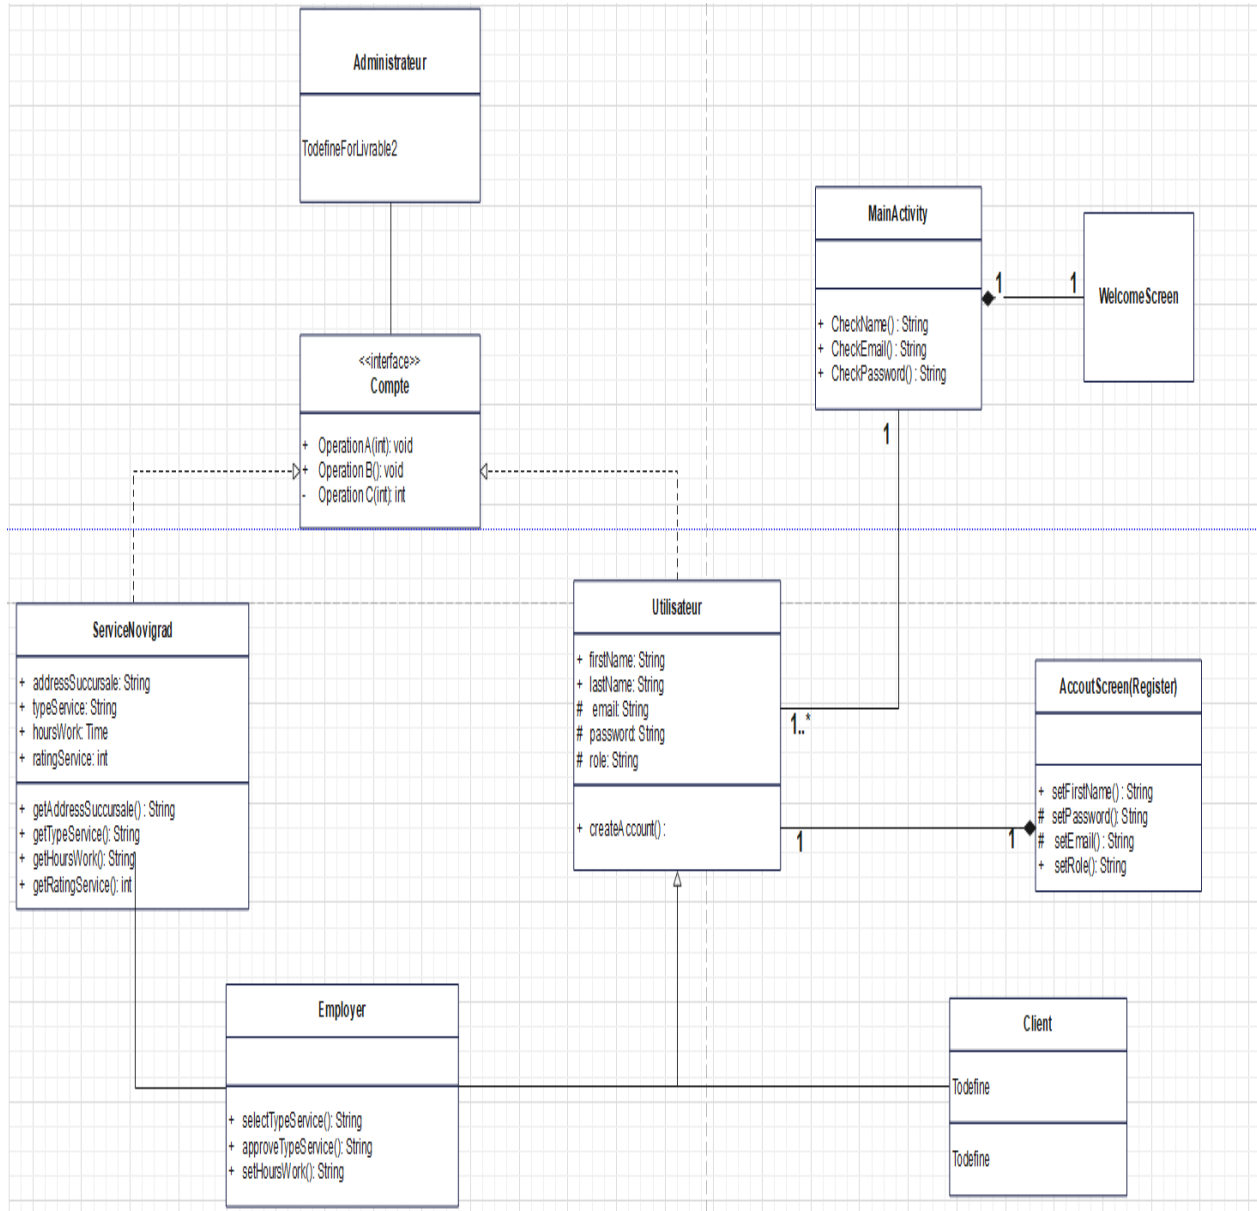 Administrateur
TodefineForLivrable2
MainActivity
+ CheckName() : String
+ CheckEmail() : String
+ CheckPassword() : String
1
1
WelcomeScreen
1
<<interface>>
Compte
+ Operation A(int): void
+ Operation B(): void
- Operation C(int): int
ServiceNovigrad
+ addressSuccursale: String
+ typeService: String
+ hoursWork: Time
+ ratingService: int
+ getAddressSuccursale() : String
+ getTypeService(): String
+ getHoursWork(): String
+ getRatingService(): int
Utilisateur
+ firstName: String
+ lastName: String
# email: String
# password: String
# role: String
+ createAccount() :
1..*
1
1
AccoutScreen(Register)
+ setFirstName() : String
# setPassword(): String
# setEmail() : String
+ setRole(): String
Employer
+ selectTypeService(): String
+ approveTypeService(): String
+ setHoursWork(): String
Client
Todefine
Todefine